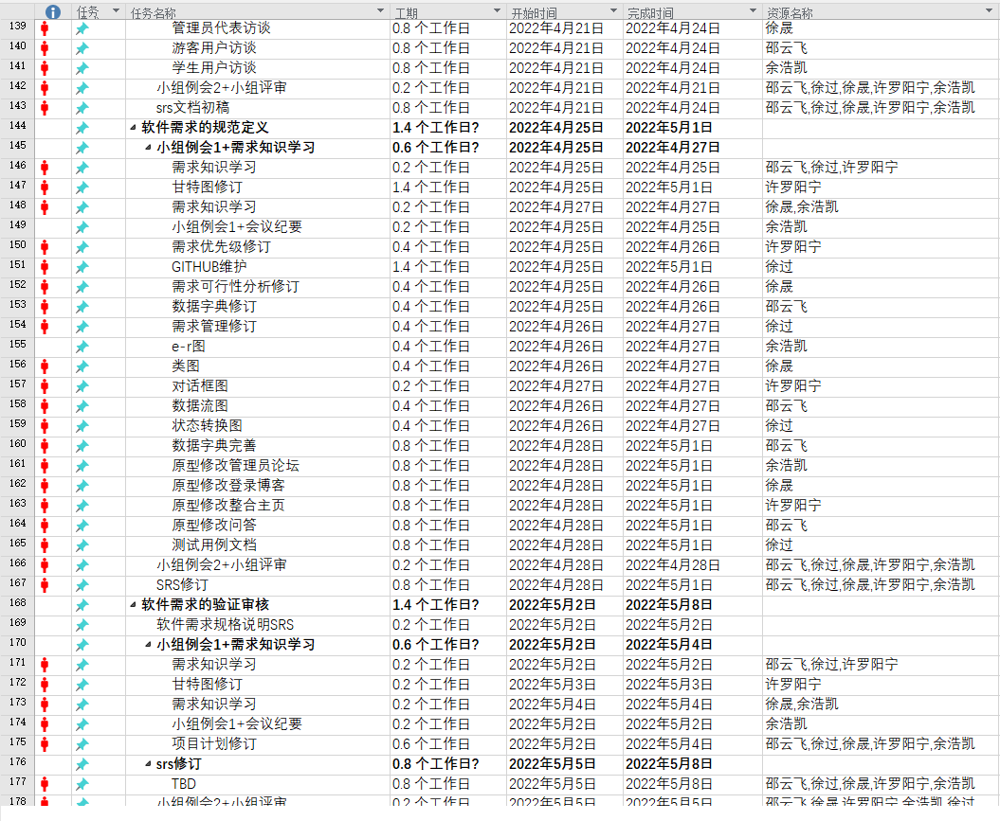 任务 任务名称 工期 开始时间 完成时间 资源名称
139 管理员代表访谈 0.8 个工作日 2022年4月21日 2022年4月24日 徐晟
140 游客用户访谈 0.8 个工作日 2022年4月21日 2022年4月24日 邵云飞
141 学生用户访谈 0.8 个工作日 2022年4月21日 2022年4月24日 余浩凯
142 小组例会2+小组评审 0.2 个工作日 2022年4月21日 2022年4月21日 邵云飞,徐过,徐晟,许罗阳宁,余浩凯
143 srs文档初稿 0.8 个工作日 2022年4月21日 2022年4月24日 邵云飞,徐过,徐晟,许罗阳宁,余浩凯
144 软件需求的规范定义 1.4 个工作日? 2022年4月25日 2022年5月1日
145 小组例会1+需求知识学习 0.6 个工作日? 2022年4月25日 2022年4月27日
146 需求知识学习 0.2 个工作日 2022年4月25日 2022年4月25日 邵云飞,徐过,许罗阳宁
147 甘特图修订 1.4 个工作日 2022年4月25日 2022年5月1日 许罗阳宁
148 需求知识学习 0.2 个工作日 2022年4月27日 2022年4月27日 徐晟,余浩凯
149 小组例会1+会议纪要 0.2 个工作日 2022年4月25日 2022年4月25日 余浩凯
150 需求优先级修订 0.4 个工作日 2022年4月25日 2022年4月26日 许罗阳宁
151 GITHUB维护 1.4 个工作日 2022年4月25日 2022年5月1日 徐过
152 需求可行性分析修订 0.4 个工作日 2022年4月25日 2022年4月26日 徐晟
153 数据字典修订 0.4 个工作日 2022年4月25日 2022年4月26日 邵云飞
154 需求管理修订 0.4 个工作日 2022年4月26日 2022年4月27日 徐过
155 e-r图 0.4 个工作日 2022年4月26日 2022年4月27日 余浩凯
156 类图 0.4 个工作日 2022年4月26日 2022年4月27日 徐晟
157 对话框图 0.2 个工作日 2022年4月27日 2022年4月27日 许罗阳宁
158 数据流图 0.4 个工作日 2022年4月26日 2022年4月27日 邵云飞
159 状态转换图 0.4 个工作日 2022年4月26日 2022年4月27日 徐过
160 数据字典完善 0.8 个工作日 2022年4月28日 2022年5月1日 邵云飞
161 原型修改管理员论坛 0.8 个工作日 2022年4月28日 2022年5月1日 余浩凯
162 原型修改登录博客 0.8 个工作日 2022年4月28日 2022年5月1日 徐晟
163 原型修改整合主页 0.8 个工作日 2022年4月28日 2022年5月1日 许罗阳宁
164 原型修改问答 0.8 个工作日 2022年4月28日 2022年5月1日 邵云飞
165 测试用例文档 0.8 个工作日 2022年4月28日 2022年5月1日 徐过
166 小组例会2+小组评审 0.2 个工作日 2022年4月28日 2022年4月28日 邵云飞,徐过,徐晟,许罗阳宁,余浩凯
167 SRS修订 0.8 个工作日 2022年4月28日 2022年5月1日 邵云飞,徐过,徐晟,许罗阳宁,余浩凯
168 软件需求的验证审核 1.4 个工作日? 2022年5月2日 2022年5月8日
169 软件需求规格说明SRS 0.2 个工作日 2022年5月2日 2022年5月2日
170 小组例会1+需求知识学习 0.6 个工作日? 2022年5月2日 2022年5月4日
171 需求知识学习 0.2 个工作日 2022年5月2日 2022年5月2日 邵云飞,徐过,许罗阳宁
172 甘特图修订 0.2 个工作日 2022年5月3日 2022年5月3日 许罗阳宁
173 需求知识学习 0.2 个工作日 2022年5月4日 2022年5月4日 徐晟,余浩凯
174 小组例会1+会议纪要 0.2 个工作日 2022年5月2日 2022年5月2日 余浩凯
175 项目计划修订 0.6 个工作日 2022年5月2日 2022年5月4日 邵云飞,徐过,徐晟,许罗阳宁,余浩凯
176 srs修订 0.8 个工作日? 2022年5月5日 2022年5月8日
177 TBD 0.8 个工作日 2022年5月5日 2022年5月8日 邵云飞,徐过,徐晟,许罗阳宁,余浩凯
178 小组例会2+小组评审 0.2 个工作日 2022年5月5日 2022年5月5日 邵云飞,徐晟,许罗阳宁,余浩凯,徐过